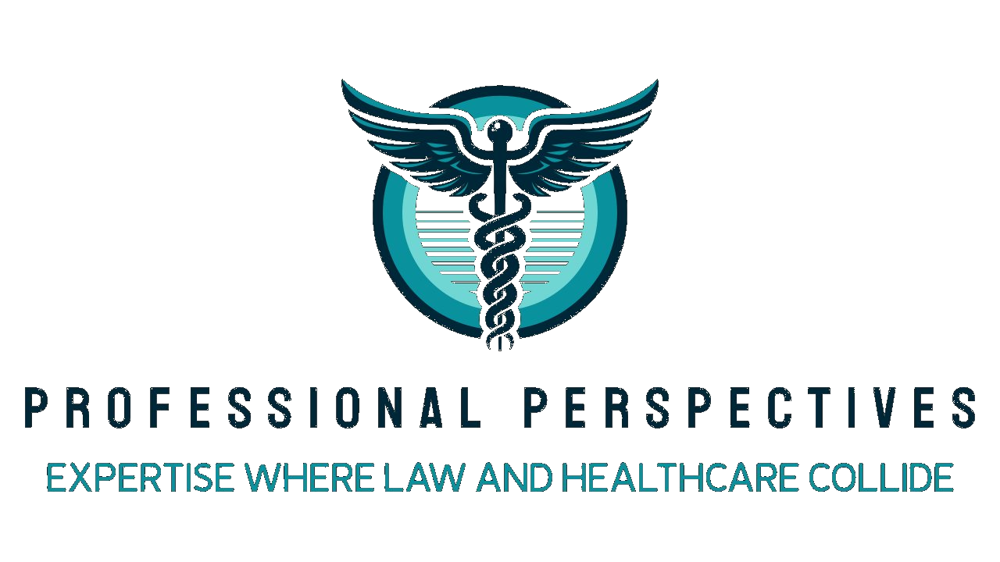 PROFESSIONAL PERSPECTIVES
EXPERTISE WHERE LAW AND HEALTHCARE COLLIDE